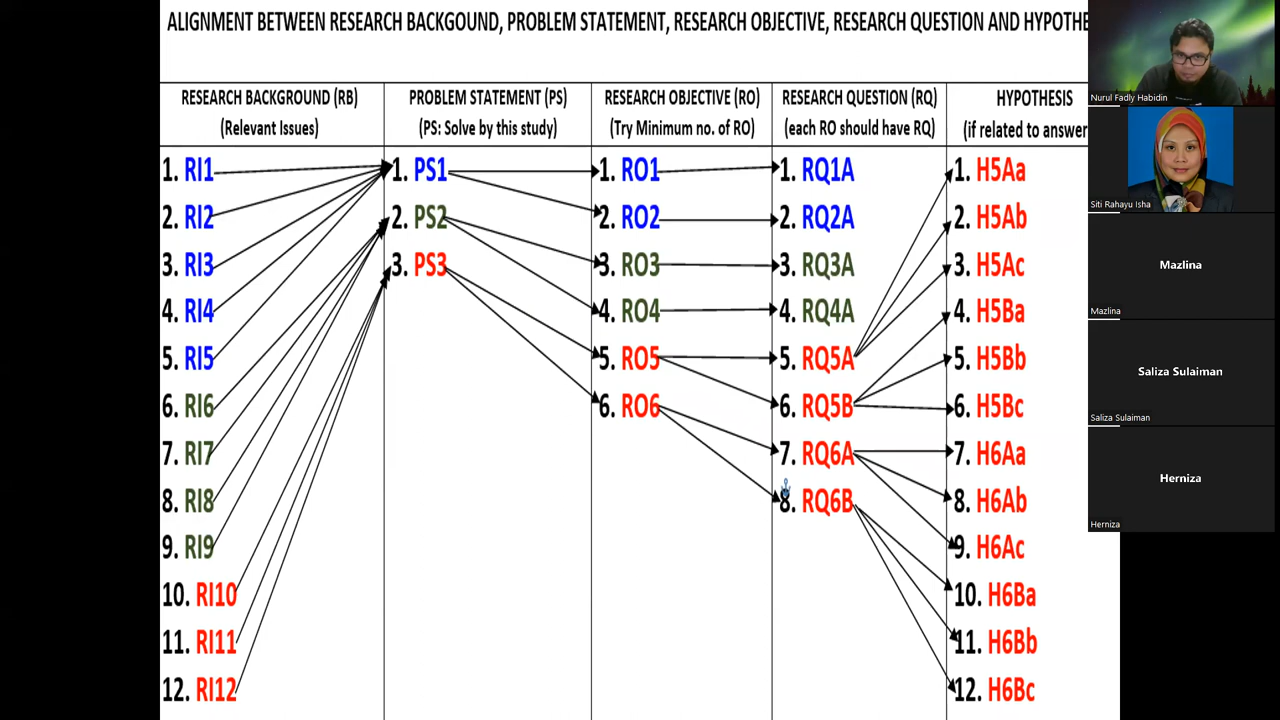 ALIGNMENT BETWEEN RESEARCH BACKGOUND, PROBLEM STATEMENT, RESEARCH OBJECTIVE, RESEARCH QUESTION AND HYPOTHE
RESEARCH BACKGROUND (RB)
(Relevant Issues)
1. RI1
2. RI2
3. RI3
4. RI4
5. RI5
6. RI6
7. RI7
8. RI8
9. RI9
10. RI10
11. RI11
12. RI12
PROBLEM STATEMENT (PS)
(PS: Solve by this study)
1. PS1
2. PS2
3. PS3
RESEARCH OBJECTIVE (RO)
(Try Minimum no. of RO)
1. RO1
2. RO2
3. RO3
4. RO4
5. RO5
6. RO6
RESEARCH QUESTION (RQ)
(each RO should have RQ)
1. RQ1A
2. RQ2A
3. RQ3A
4. RQ4A
5. RQ5A
6. RQ5B
7. RQ6A
8. RQ6B
HYPOTHESIS
(if related to answer
1. H5Aa
2. H5Ab
3. H5Ac
4. H5Ba
5. H5Bb
6. H5Bc
7. H6Aa
8. H6Ab
9. H6Ac
10. H6Ba
11. H6Bb
12. H6Bc
Nurul Fadly Habidin
Siti Rahayu Isha
Mazlina
Mazlina
Saliza Sulaiman
Saliza Sulaiman
Herniza
Herniza